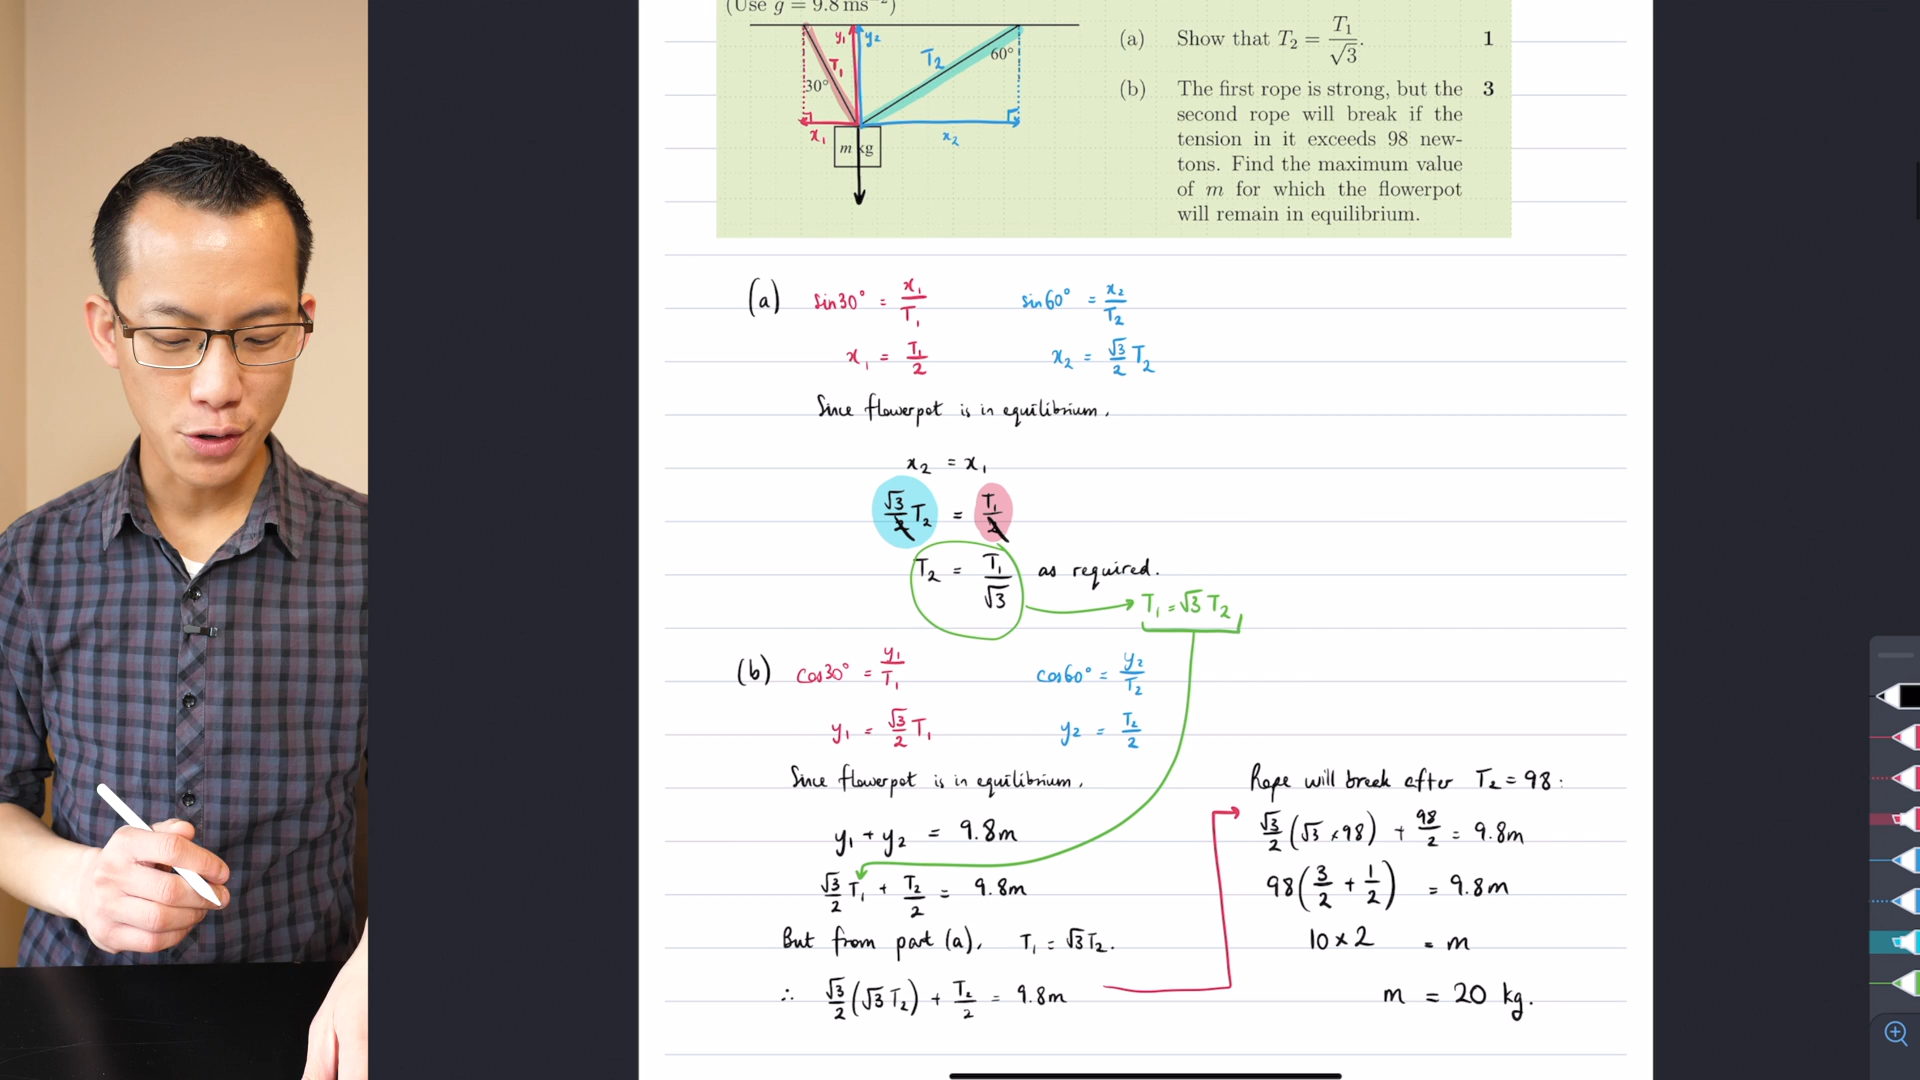 (Use g = 9.8 ms⁻²)
y₁ y₂
T₁ T₂
30° 60°
x₁ x₂
m kg
(a) Show that T₂ = T₁/√3. 1
(b) The first rope is strong, but the 3
second rope will break if the
tension in it exceeds 98 new-
tons. Find the maximum value
of m for which the flowerpot
will remain in equilibrium.
(a) sin30° = x₁/T₁ sin60° = x₂/T₂
x₁ = T₁/2 x₂ = √3/2 T₂
Since flowerpot is in equilibrium,
x₂ = x₁
√3/2 T₂ = T₁/2
T₂ = T₁/√3 as required.
T₁ = √3 T₂
(b) cos30° = y₁/T₁ cos60° = y₂/T₂
y₁ = √3/2 T₁ y₂ = T₂/2
Since flowerpot is in equilibrium,
y₁ + y₂ = 9.8m
√3/2 T₁ + T₂/2 = 9.8m
But from part (a), T₁ = √3T₂.
∴ √3/2 (√3 T₂) + T₂/2 = 9.8m
Rope will break after T₂ = 98:
√3/2 (√3 × 98) + 98/2 = 9.8m
98(3/2 + 1/2) = 9.8m
10 × 2 = m
m = 20 kg.